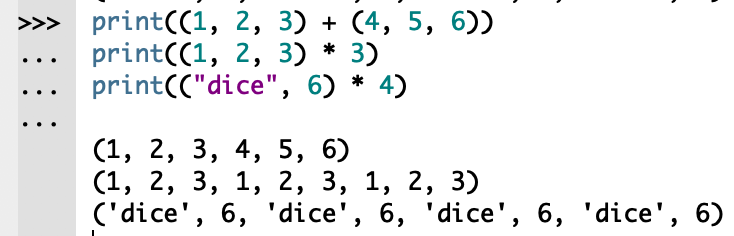 >>> print((1, 2, 3) + (4, 5, 6))
... print((1, 2, 3) * 3)
... print(("dice", 6) * 4)
...
(1, 2, 3, 4, 5, 6)
(1, 2, 3, 1, 2, 3, 1, 2, 3)
('dice', 6, 'dice', 6, 'dice', 6, 'dice', 6)